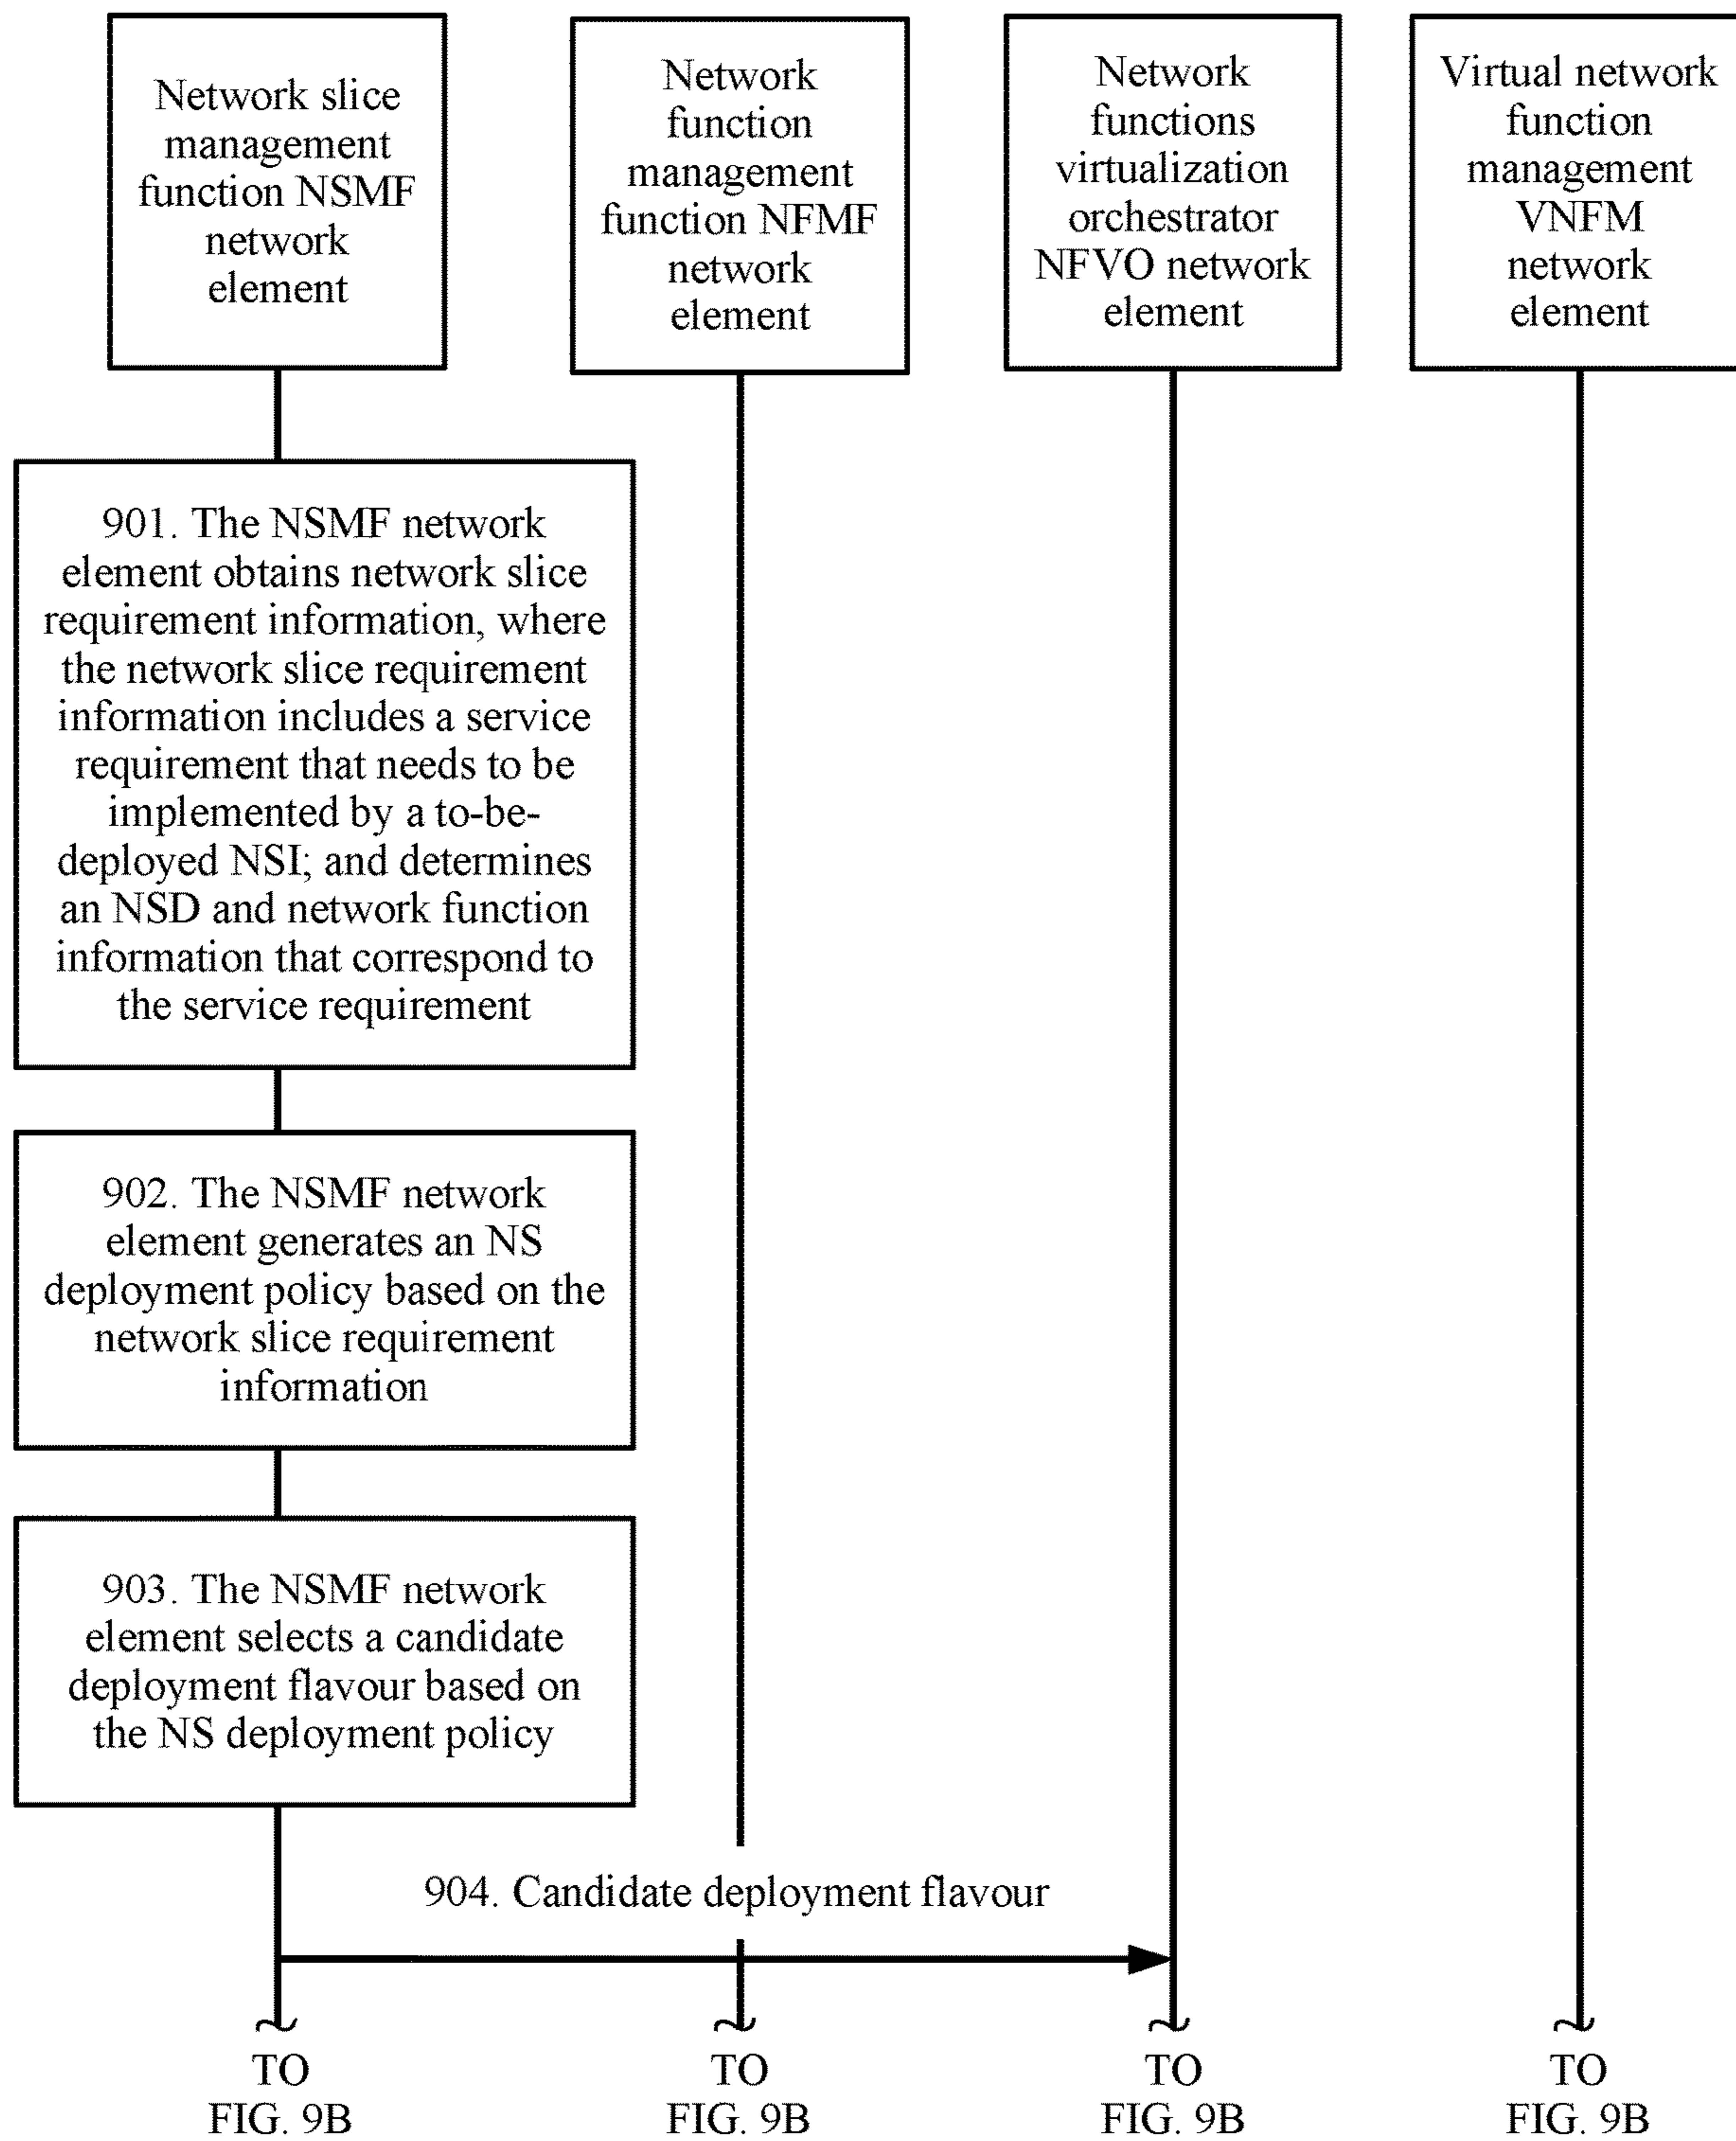 Network slice
management
function NSMF
network
element
Network
function
management
function NFMF
network
element
Network
functions
virtualization
orchestrator
NFVO network
element
Virtual network
function
management
VNFM
network
element
901. The NSMF network
element obtains network slice
requirement information, where
the network slice requirement
information includes a service
requirement that needs to be
implemented by a to-be-
deployed NSI; and determines
an NSD and network function
information that correspond to
the service requirement
902. The NSMF network
element generates an NS
deployment policy based on the
network slice requirement
information
903. The NSMF network
element selects a candidate
deployment flavour based on
the NS deployment policy
904. Candidate deployment flavour
TO
FIG. 9B
TO
FIG. 9B
TO
FIG. 9B
TO
FIG. 9B